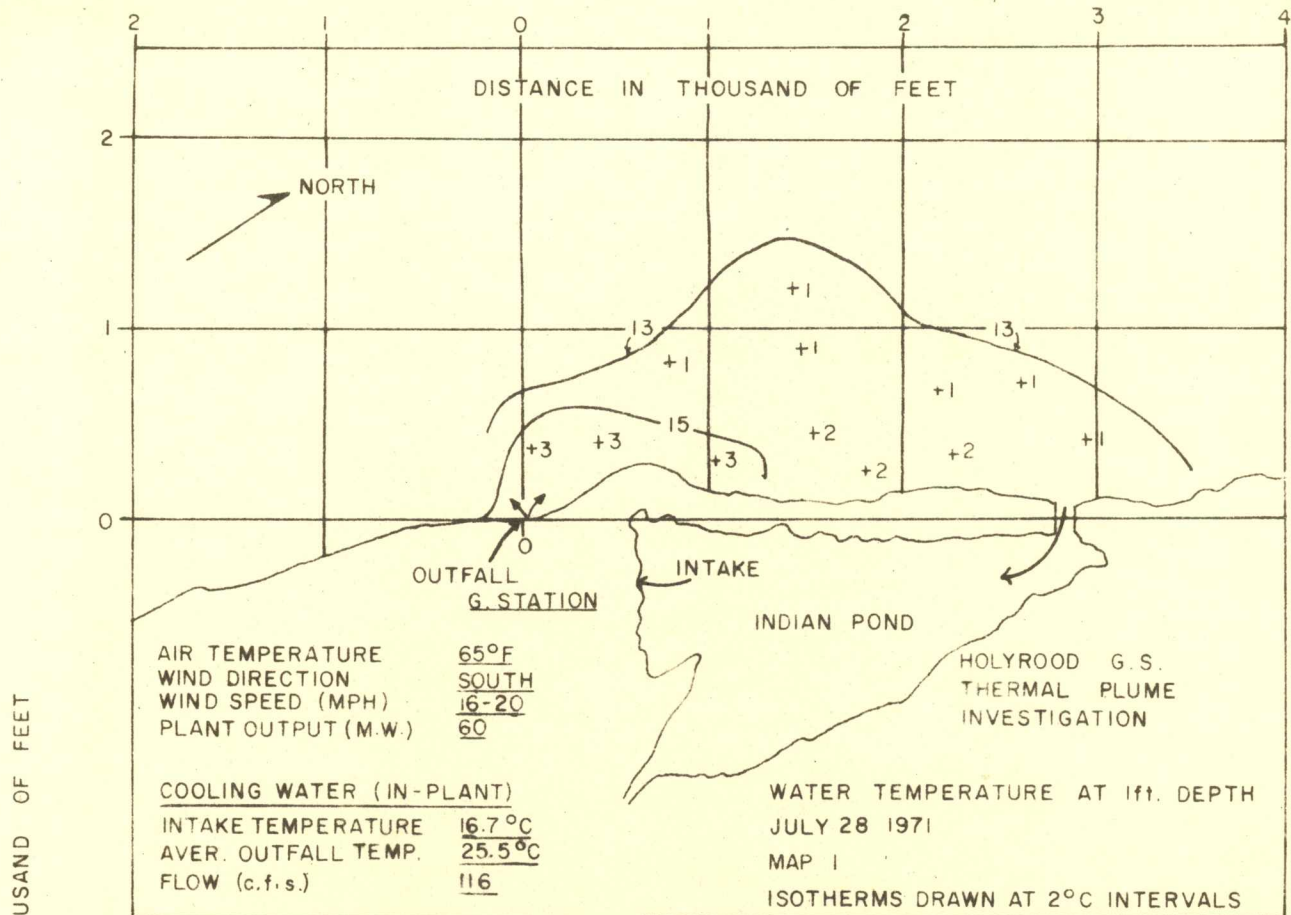 2 1 0 1 2 3 4
DISTANCE IN THOUSAND OF FEET
2
NORTH
+1
1
13
13
+1
+1
+1
+1
15
+2
+1
+3
+3
+3
+2
+2
0
0
OUTFALL
G. STATION
INTAKE
INDIAN POND
AIR TEMPERATURE 65°F
WIND DIRECTION SOUTH
WIND SPEED (MPH) 16-20
PLANT OUTPUT (M.W.) 60
HOLYROOD G.S.
THERMAL PLUME
INVESTIGATION
COOLING WATER (IN-PLANT)
INTAKE TEMPERATURE 16.7°C
AVER. OUTFALL TEMP. 25.5°C
FLOW (c.f.s.) 116
WATER TEMPERATURE AT 1ft. DEPTH
JULY 28 1971
MAP 1
ISOTHERMS DRAWN AT 2°C INTERVALS
USAND OF FEET